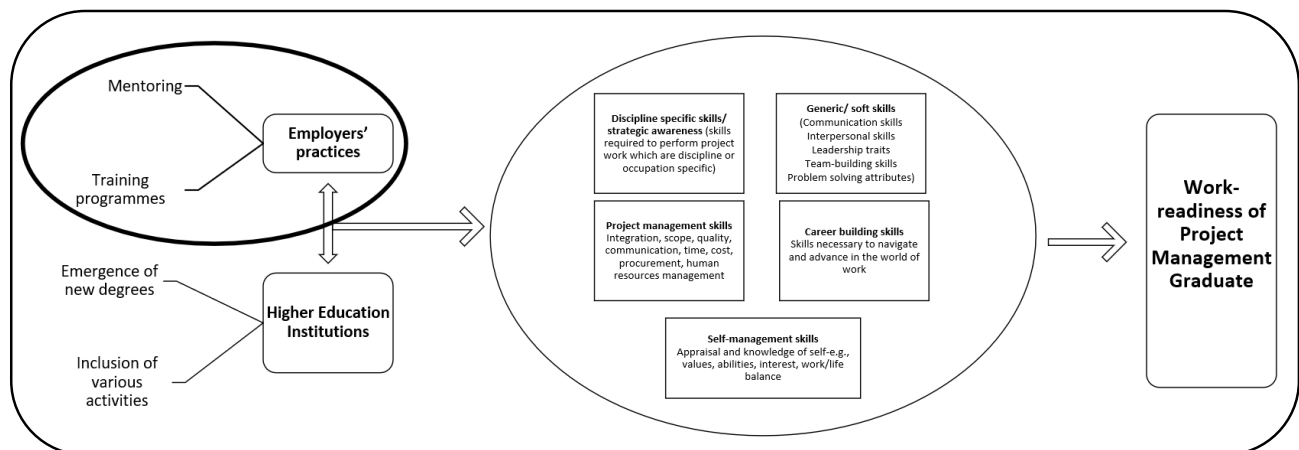 Mentoring
Employers’
practices
Training
programmes
Emergence of
new degrees
Higher Education
Institutions
Inclusion of
various
activities
Discipline specific skills/
strategic awareness (skills
required to perform project
work which are discipline or
occupation specific)
Generic/ soft skills
(Communication skills
Interpersonal skills
Leadership traits
Team-building skills
Problem solving attributes)
Project management skills
Integration, scope, quality,
communication, time, cost,
procurement, human
resources management
Career building skills
Skills necessary to navigate
and advance in the world of
work
Self-management skills
Appraisal and knowledge of self-e.g.,
values, abilities, interest, work/life
balance
Work-
readiness of
Project
Management
Graduate